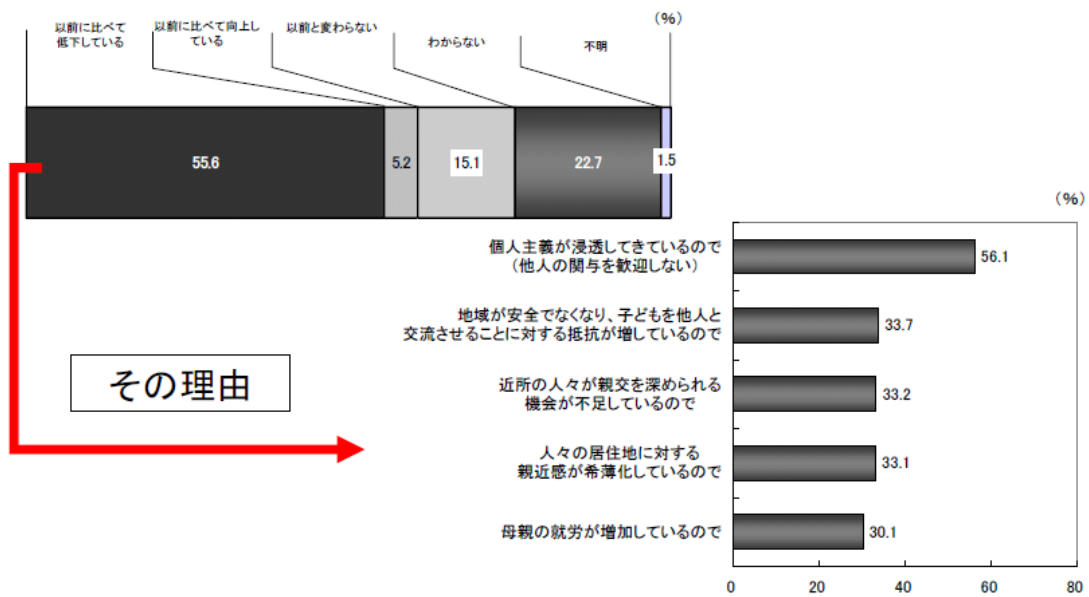 (%)
以前に比べて
低下している
以前に比べて向上し
ている
以前と変わらない
わからない
不明
55.6
5.2
15.1
22.7
1.5
(%)
その理由
個人主義が浸透してきているので
(他人の関与を歓迎しない)
56.1
地域が安全でなくなり、子どもを他人と
交流させることに対する抵抗が増しているので
33.7
近所の人々が親交を深められる
機会が不足しているので
33.2
人々の居住地に対する
親近感が希薄化しているので
33.1
母親の就労が増加しているので
30.1
0
20
40
60
80